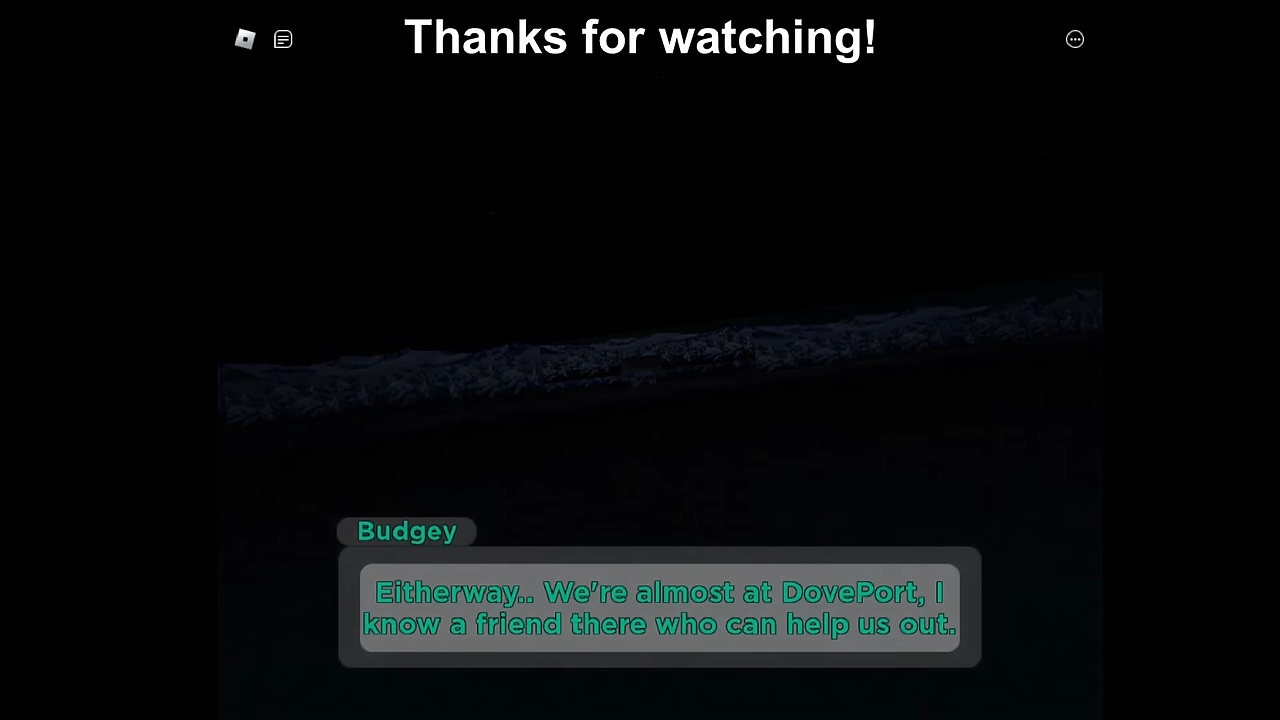 Thanks for watching!
Budgey
Eitherway.. We're almost at DovePort, I
know a friend there who can help us out.